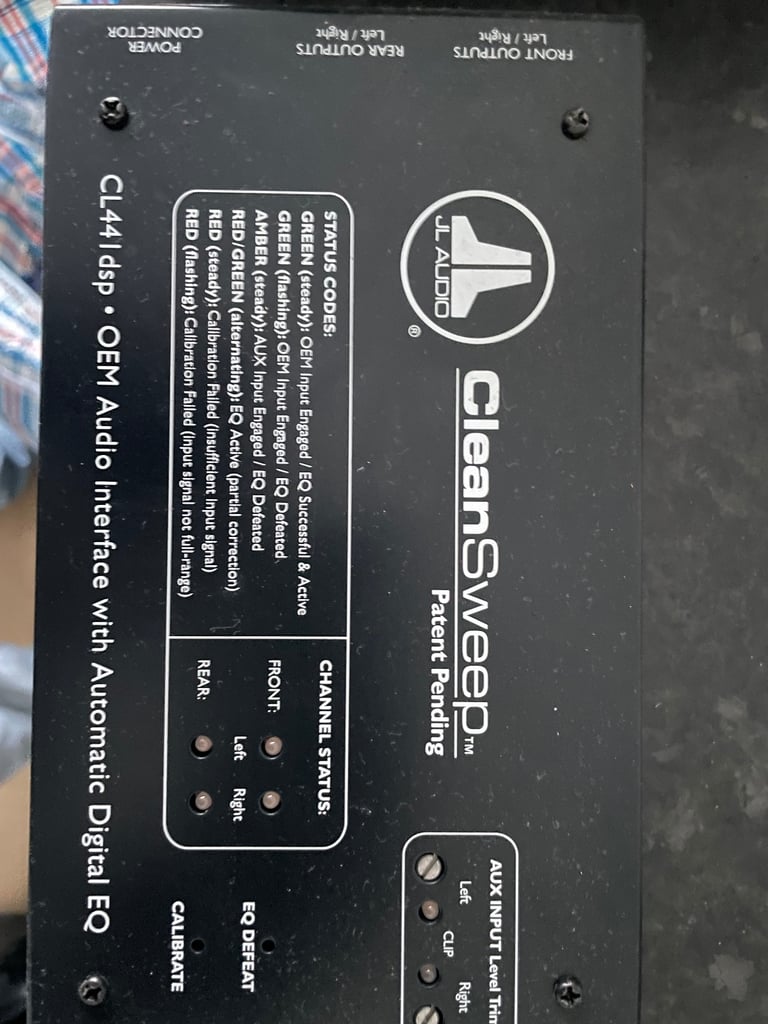 POWER
CONNECTOR
REAR OUTPUTS
Left / Right
FRONT OUTPUTS
Left / Right
JL AUDIO
®
CleanSweep™
Patent Pending
STATUS CODES:
GREEN (steady): OEM Input Engaged / EQ Successful & Active
GREEN (flashing): OEM Input Engaged / EQ Defeated
AMBER (steady): AUX Input Engaged / EQ Defeated
RED/GREEN (alternating): EQ Active (partial correction)
RED (steady): Calibration Failed (insufficient input signal)
RED (flashing): Calibration Failed (input signal not full-range)
CHANNEL STATUS:
FRONT:
Left Right
REAR:
AUX INPUT Level Trim
Left CLIP Right
EQ DEFEAT
CALIBRATE
CL441dsp • OEM Audio Interface with Automatic Digital EQ